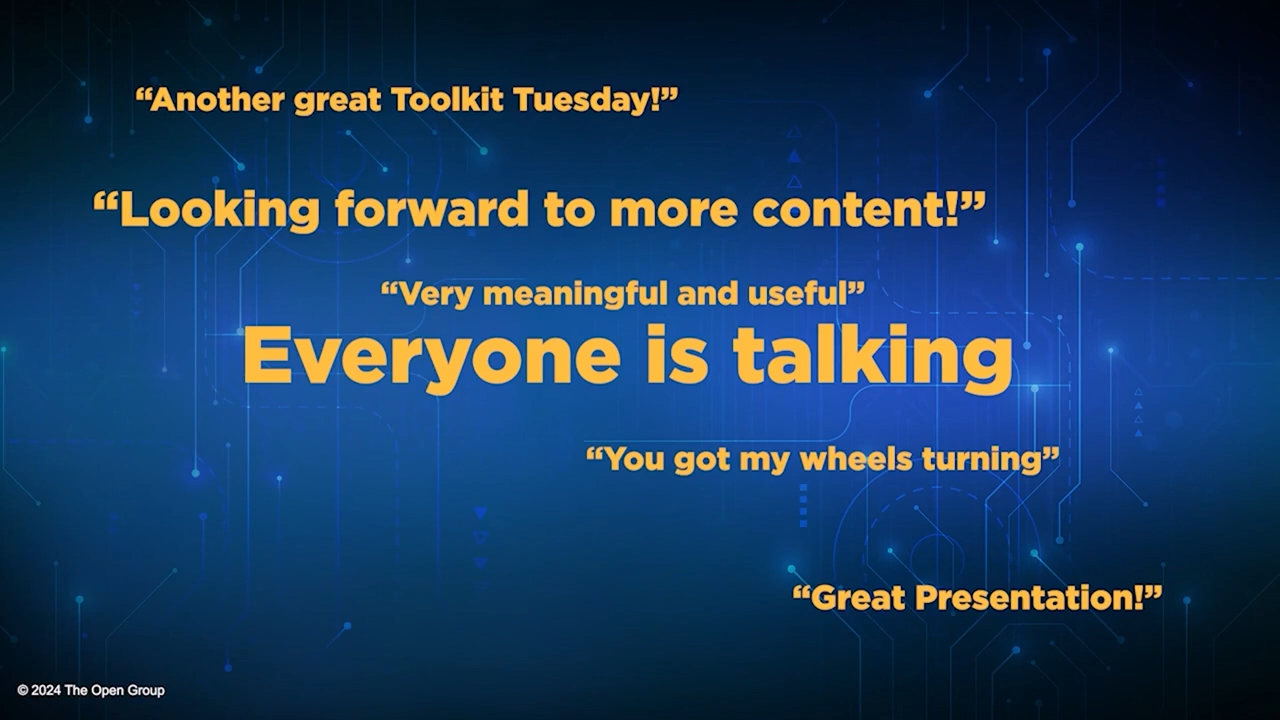 “Another great Toolkit Tuesday!”
“Looking forward to more content!”
“Very meaningful and useful”
Everyone is talking
“You got my wheels turning”
“Great Presentation!”
© 2024 The Open Group